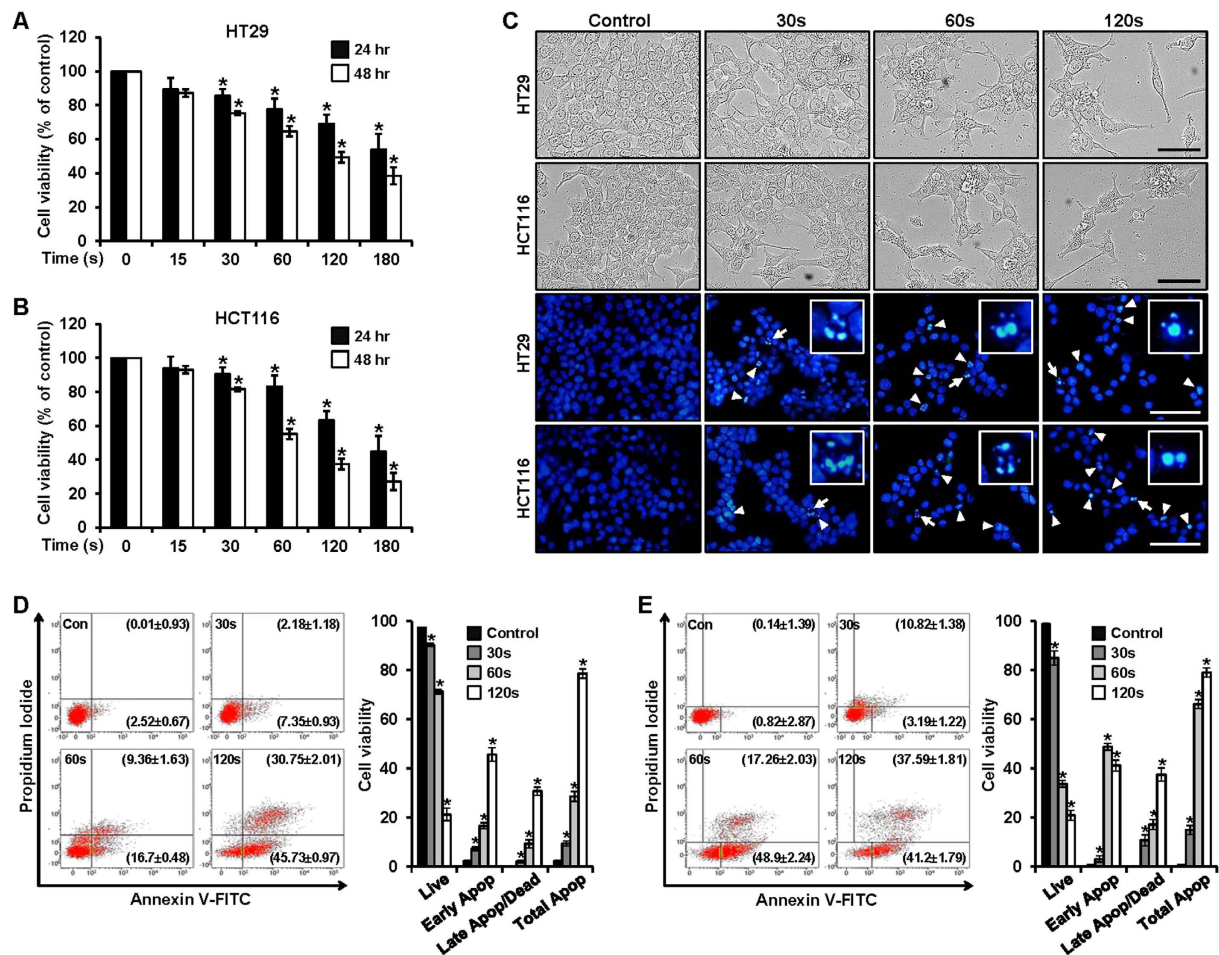 A
HT29
Cell viability (% of control)
120
100
80
60
40
20
0
24 hr
48 hr
* * * *
* * * *
Time (s) 0 15 30 60 120 180
B
HCT116
Cell viability (% of control)
120
100
80
60
40
20
0
24 hr
48 hr
* * * *
* * * *
Time (s) 0 15 30 60 120 180
C
Control 30s 60s 120s
HT29
HCT116
HT29
HCT116
D
Propidium Iodide
Con (0.01±0.93)
(2.52±0.67)
30s (2.18±1.18)
(7.35±0.93)
60s (9.36±1.63)
(16.7±0.48)
120s (30.75±2.01)
(45.73±0.97)
Annexin V-FITC
Cell viability
100
80
60
40
20
0
Control
30s
60s
120s
* * *
* * *
* * *
* * *
Live
Early Apop
Late Apop/Dead
Total Apop
E
Propidium Iodide
Con (0.14±1.39)
(0.82±2.87)
30s (10.82±1.38)
(3.19±1.22)
60s (17.26±2.03)
(48.9±2.24)
120s (37.59±1.81)
(41.2±1.79)
Annexin V-FITC
Cell viability
100
80
60
40
20
0
Control
30s
60s
120s
* * *
* * *
* * *
* * *
Live
Early Apop
Late Apop/Dead
Total Apop